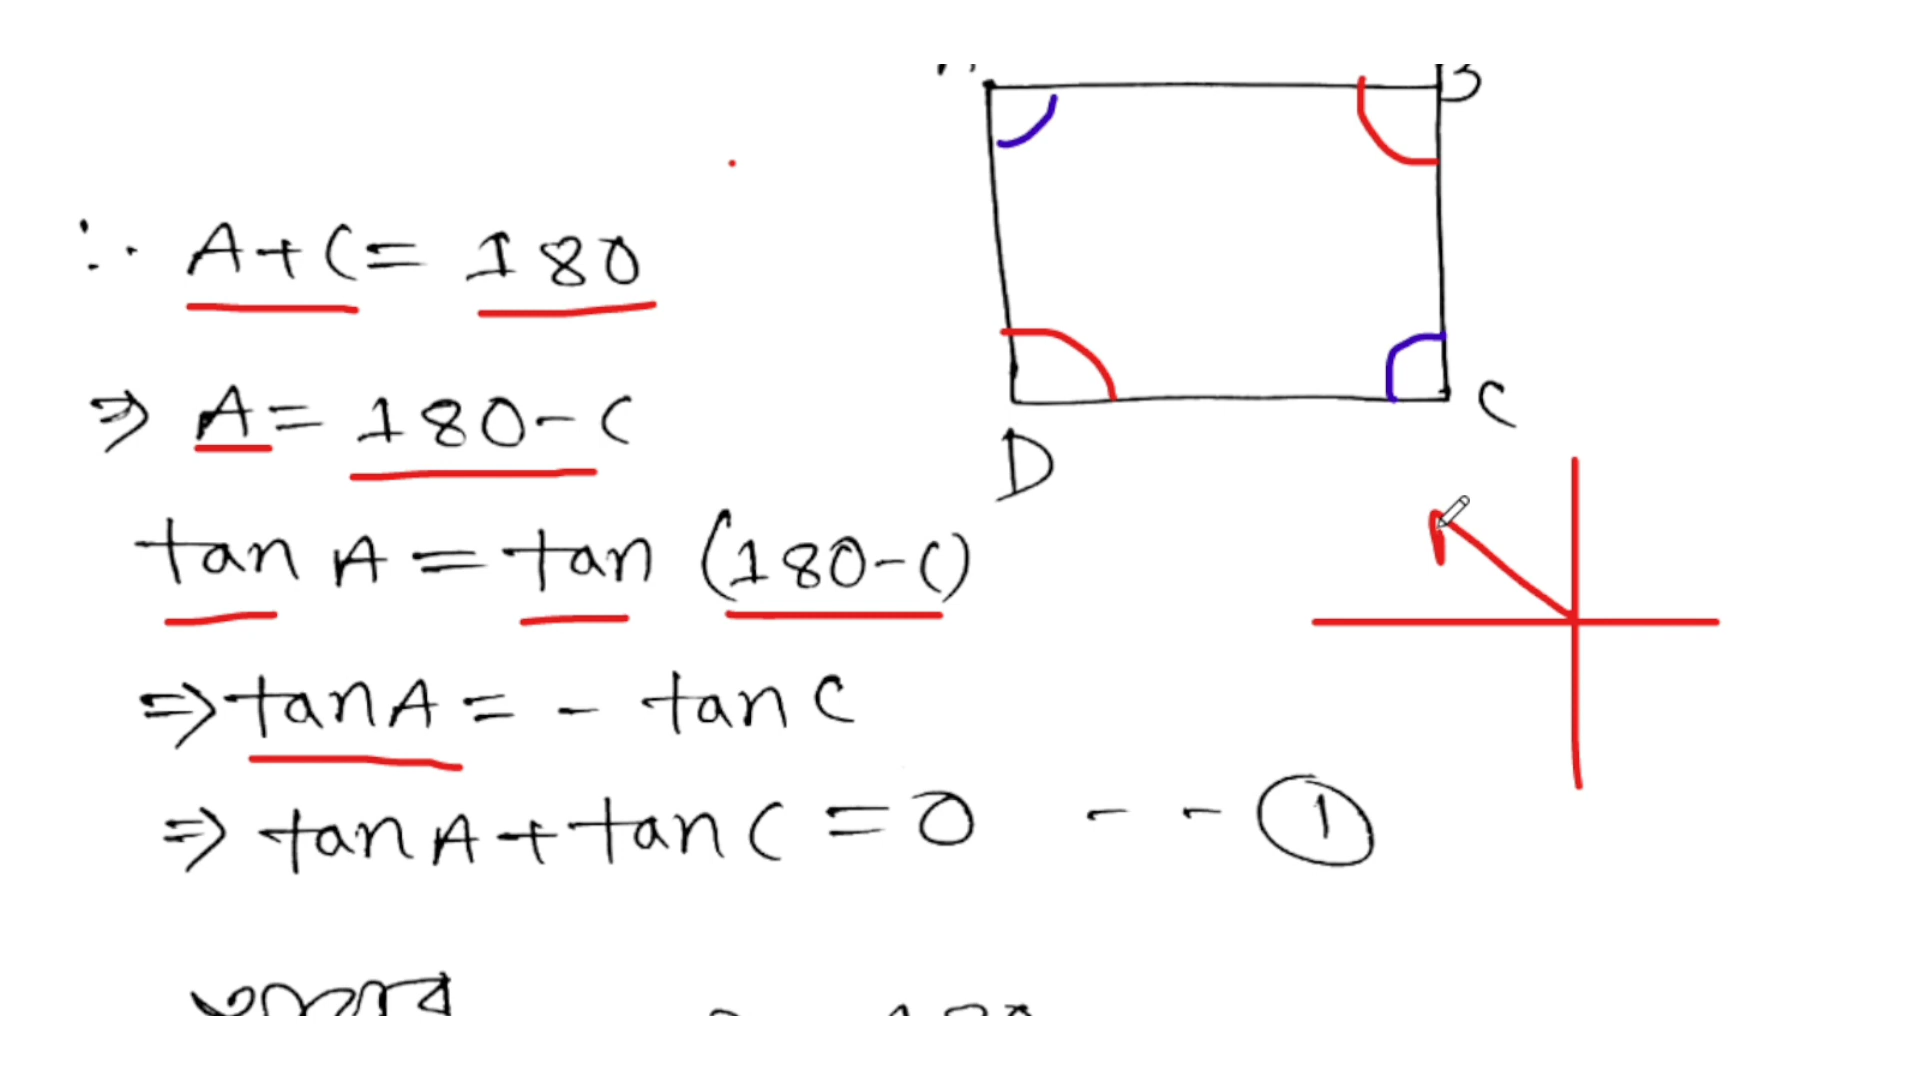 B
∵ A+C = 180
C
⇒ A = 180-C
D
tan A = tan (180-C)
⇒ tan A = - tan C
⇒ tan A + tan C = 0 - - ①